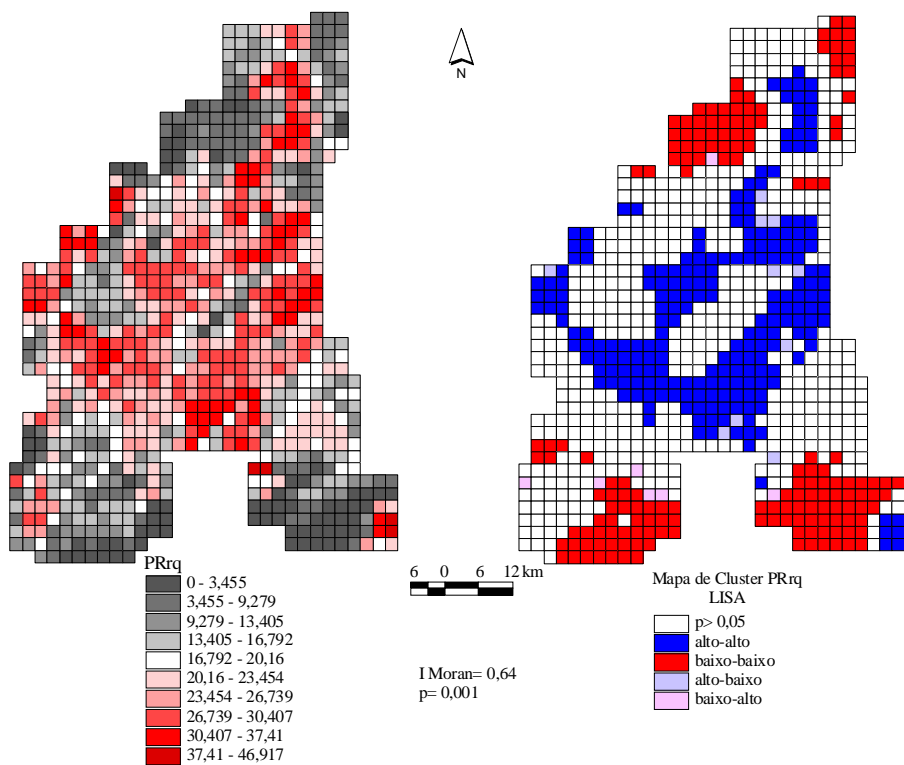 N
PRrq
0 - 3,455
3,455 - 9,279
9,279 - 13,405
13,405 - 16,792
16,792 - 20,16
20,16 - 23,454
23,454 - 26,739
26,739 - 30,407
30,407 - 37,41
37,41 - 46,917
6 0 6 12 km
I Moran= 0,64
p= 0,001
Mapa de Cluster PRrq
LISA
p> 0,05
alto-alto
baixo-baixo
alto-baixo
baixo-alto